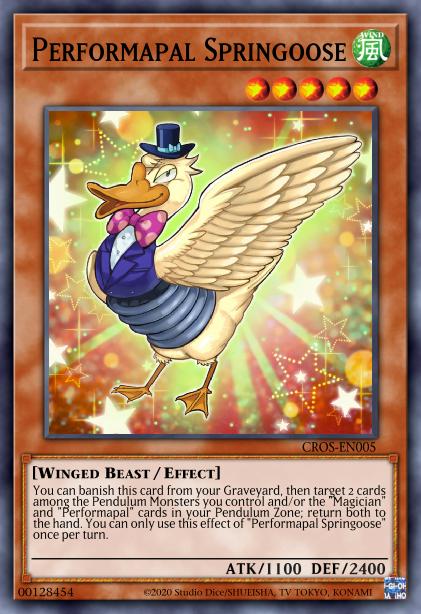 PERFORMAPAL SPRINGOOSE
WIND
風
CROS-EN005
[WINGED BEAST / EFFECT]
You can banish this card from your Graveyard, then target 2 cards
among the Pendulum Monsters you control and/or the "Magician"
and "Performapal" cards in your Pendulum Zone; return both to
the hand. You can only use this effect of "Performapal Springoose"
once per turn.
ATK/1100 DEF/2400
00128454
©2020 Studio Dice/SHUEISHA, TV TOKYO, KONAMI